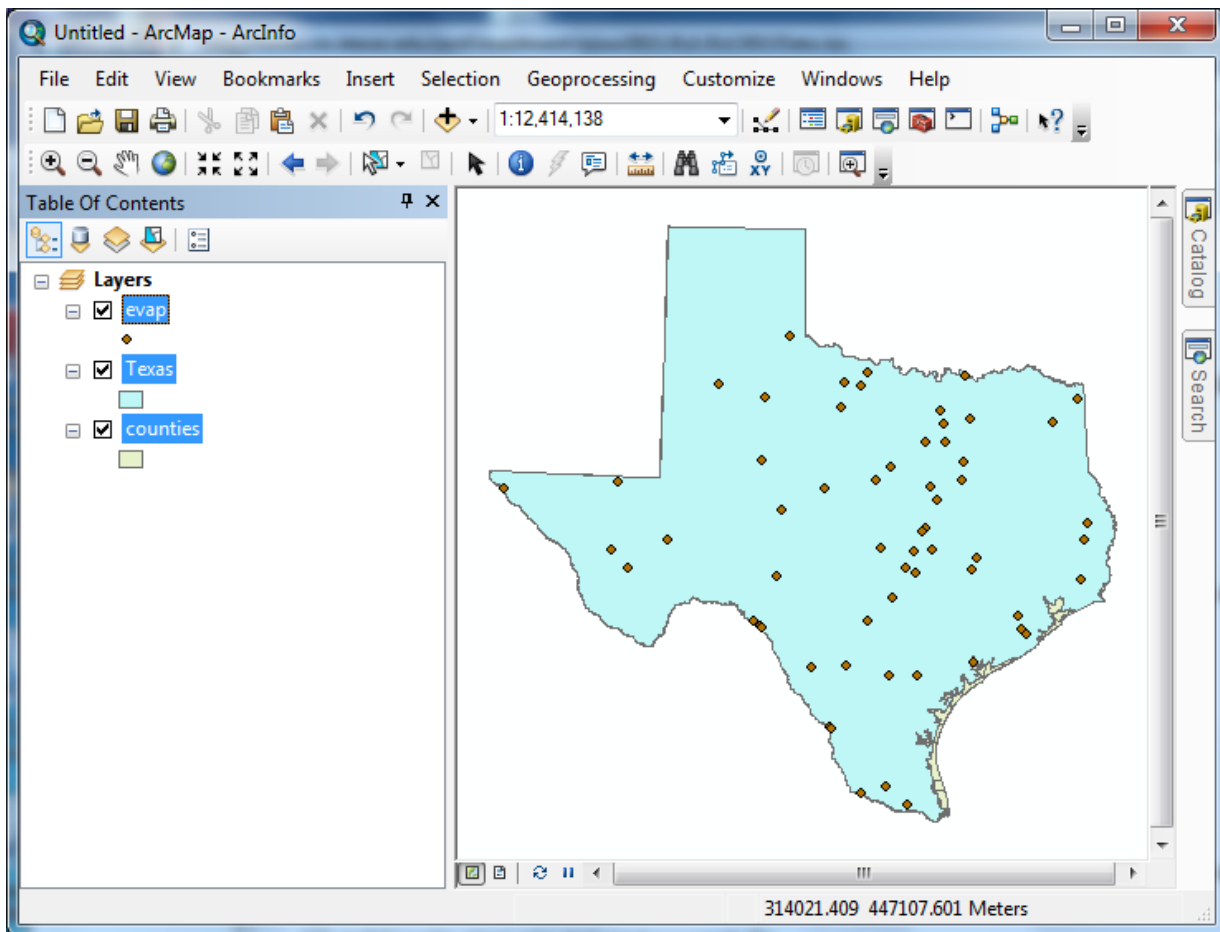 Untitled - ArcMap - ArcInfo
File Edit View Bookmarks Insert Selection Geoprocessing Customize Windows Help
1:12,414,138
XY
Table Of Contents
Layers
evap
Texas
counties
Catalog
Search
314021.409 447107.601 Meters